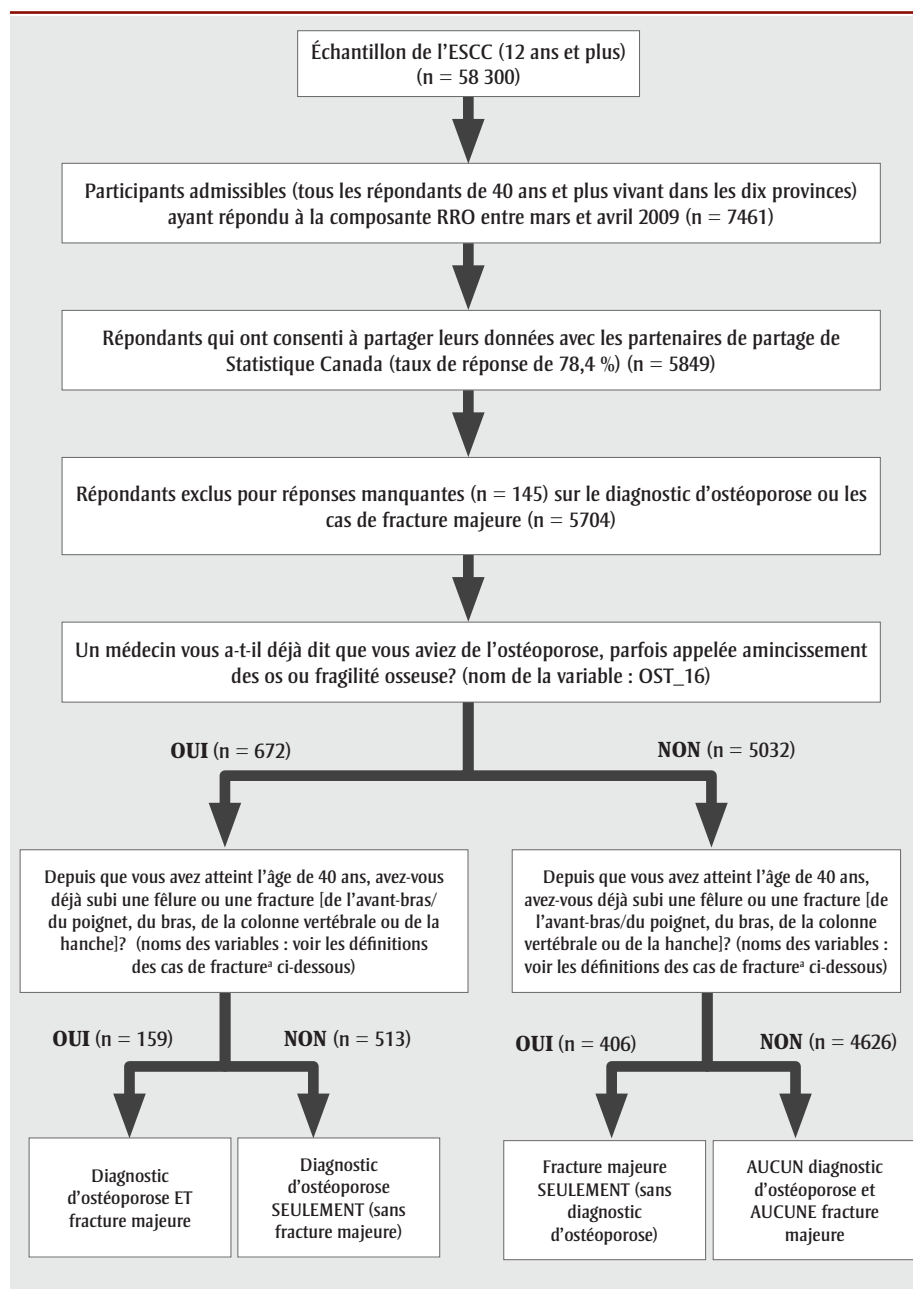 Échantillon de l'ESCC (12 ans et plus)
(n = 58 300)
Participants admissibles (tous les répondants de 40 ans et plus vivant dans les dix provinces)
ayant répondu à la composante RRO entre mars et avril 2009 (n = 7461)
Répondants qui ont consenti à partager leurs données avec les partenaires de partage de
Statistique Canada (taux de réponse de 78,4 %) (n = 5849)
Répondants exclus pour réponses manquantes (n = 145) sur le diagnostic d'ostéoporose ou les
cas de fracture majeure (n = 5704)
Un médecin vous a-t-il déjà dit que vous aviez de l'ostéoporose, parfois appelée amincissement
des os ou fragilité osseuse? (nom de la variable : OST_16)
OUI (n = 672)
NON (n = 5032)
Depuis que vous avez atteint l'âge de 40 ans, avez-vous
déjà subi une fêlure ou une fracture [de l'avant-bras/
du poignet, du bras, de la colonne vertébrale ou de la
hanche]? (noms des variables : voir les définitions
des cas de fractureᵃ ci-dessous)
Depuis que vous avez atteint l'âge de 40 ans,
avez-vous déjà subi une fêlure ou une fracture [de
l'avant-bras/du poignet, du bras, de la colonne
vertébrale ou de la hanche]? (noms des variables :
voir les définitions des cas de fractureᵃ ci-dessous)
OUI (n = 159)
NON (n = 513)
OUI (n = 406)
NON (n = 4626)
Diagnostic
d'ostéoporose ET
fracture majeure
Diagnostic
d'ostéoporose
SEULEMENT (sans
fracture majeure)
Fracture majeure
SEULEMENT (sans
diagnostic
d'ostéoporose)
AUCUN diagnostic
d'ostéoporose et
AUCUNE fracture
majeure